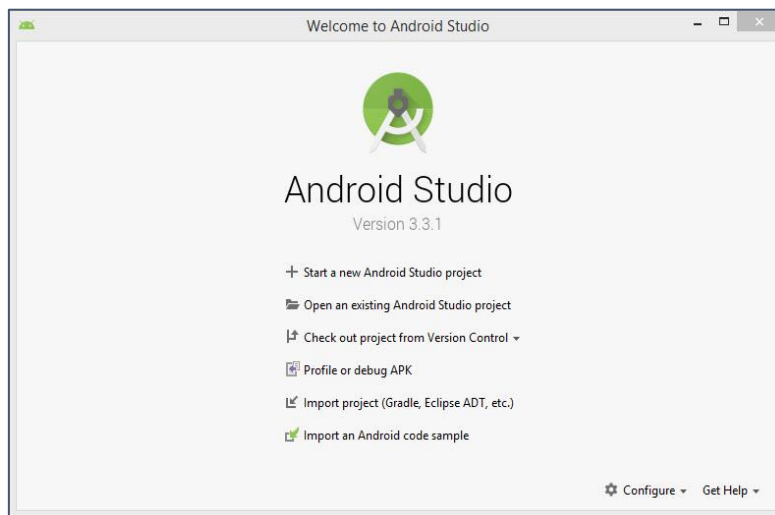 Welcome to Android Studio
Android Studio
Version 3.3.1
Start a new Android Studio project
Open an existing Android Studio project
Check out project from Version Control
Profile or debug APK
Import project (Gradle, Eclipse ADT, etc.)
Import an Android code sample
Configure Get Help